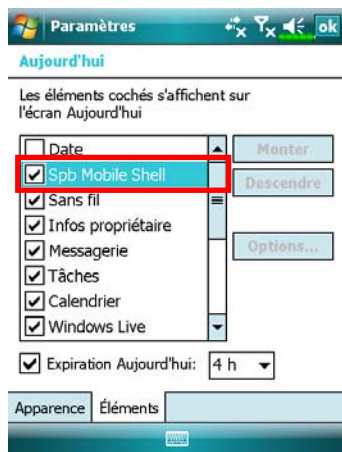 Paramètres
ok
Aujourd'hui
Les éléments cochés s'affichent sur
l'écran Aujourd'hui
Date
Monter
Spb Mobile Shell
Descendre
Sans fil
Infos propriétaire
Messagerie
Options...
Tâches
Calendrier
Windows Live
Expiration Aujourd'hui: 4 h
Apparence Éléments